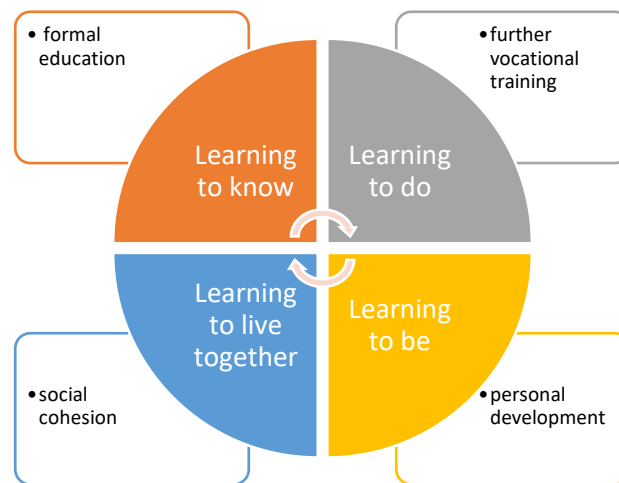 • formal
education
•further
vocational
training
Learning
to know
Learning
to do
Learning
to live
together
Learning
to be
•social
cohesion
•personal
development